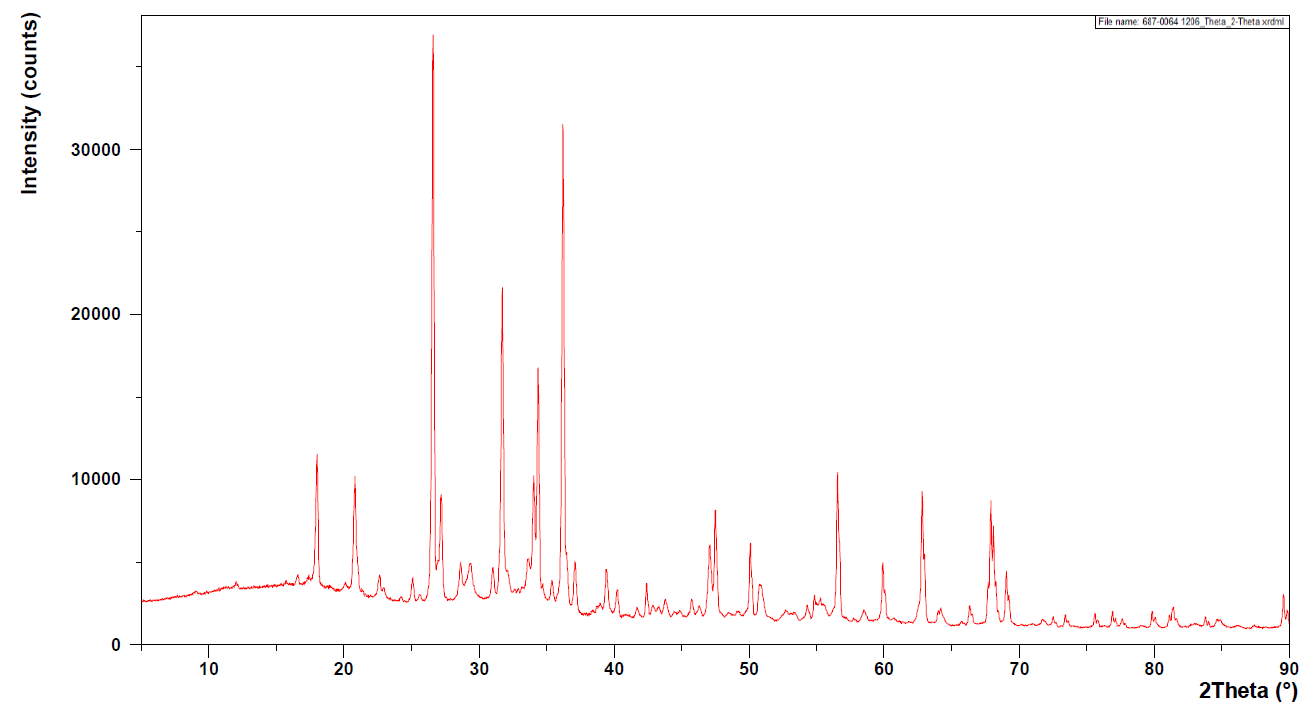 Intensity (counts)
File name: 687-0064 1206_Theta_2-Theta.xrdml
30000
20000
10000
0
10 20 30 40 50 60 70 80 90
2Theta (°)